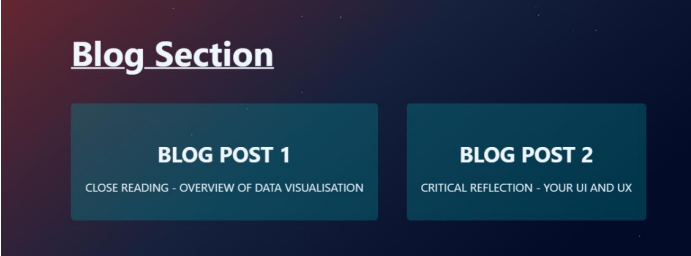 Blog Section
BLOG POST 1
CLOSE READING - OVERVIEW OF DATA VISUALISATION
BLOG POST 2
CRITICAL REFLECTION - YOUR UI AND UX